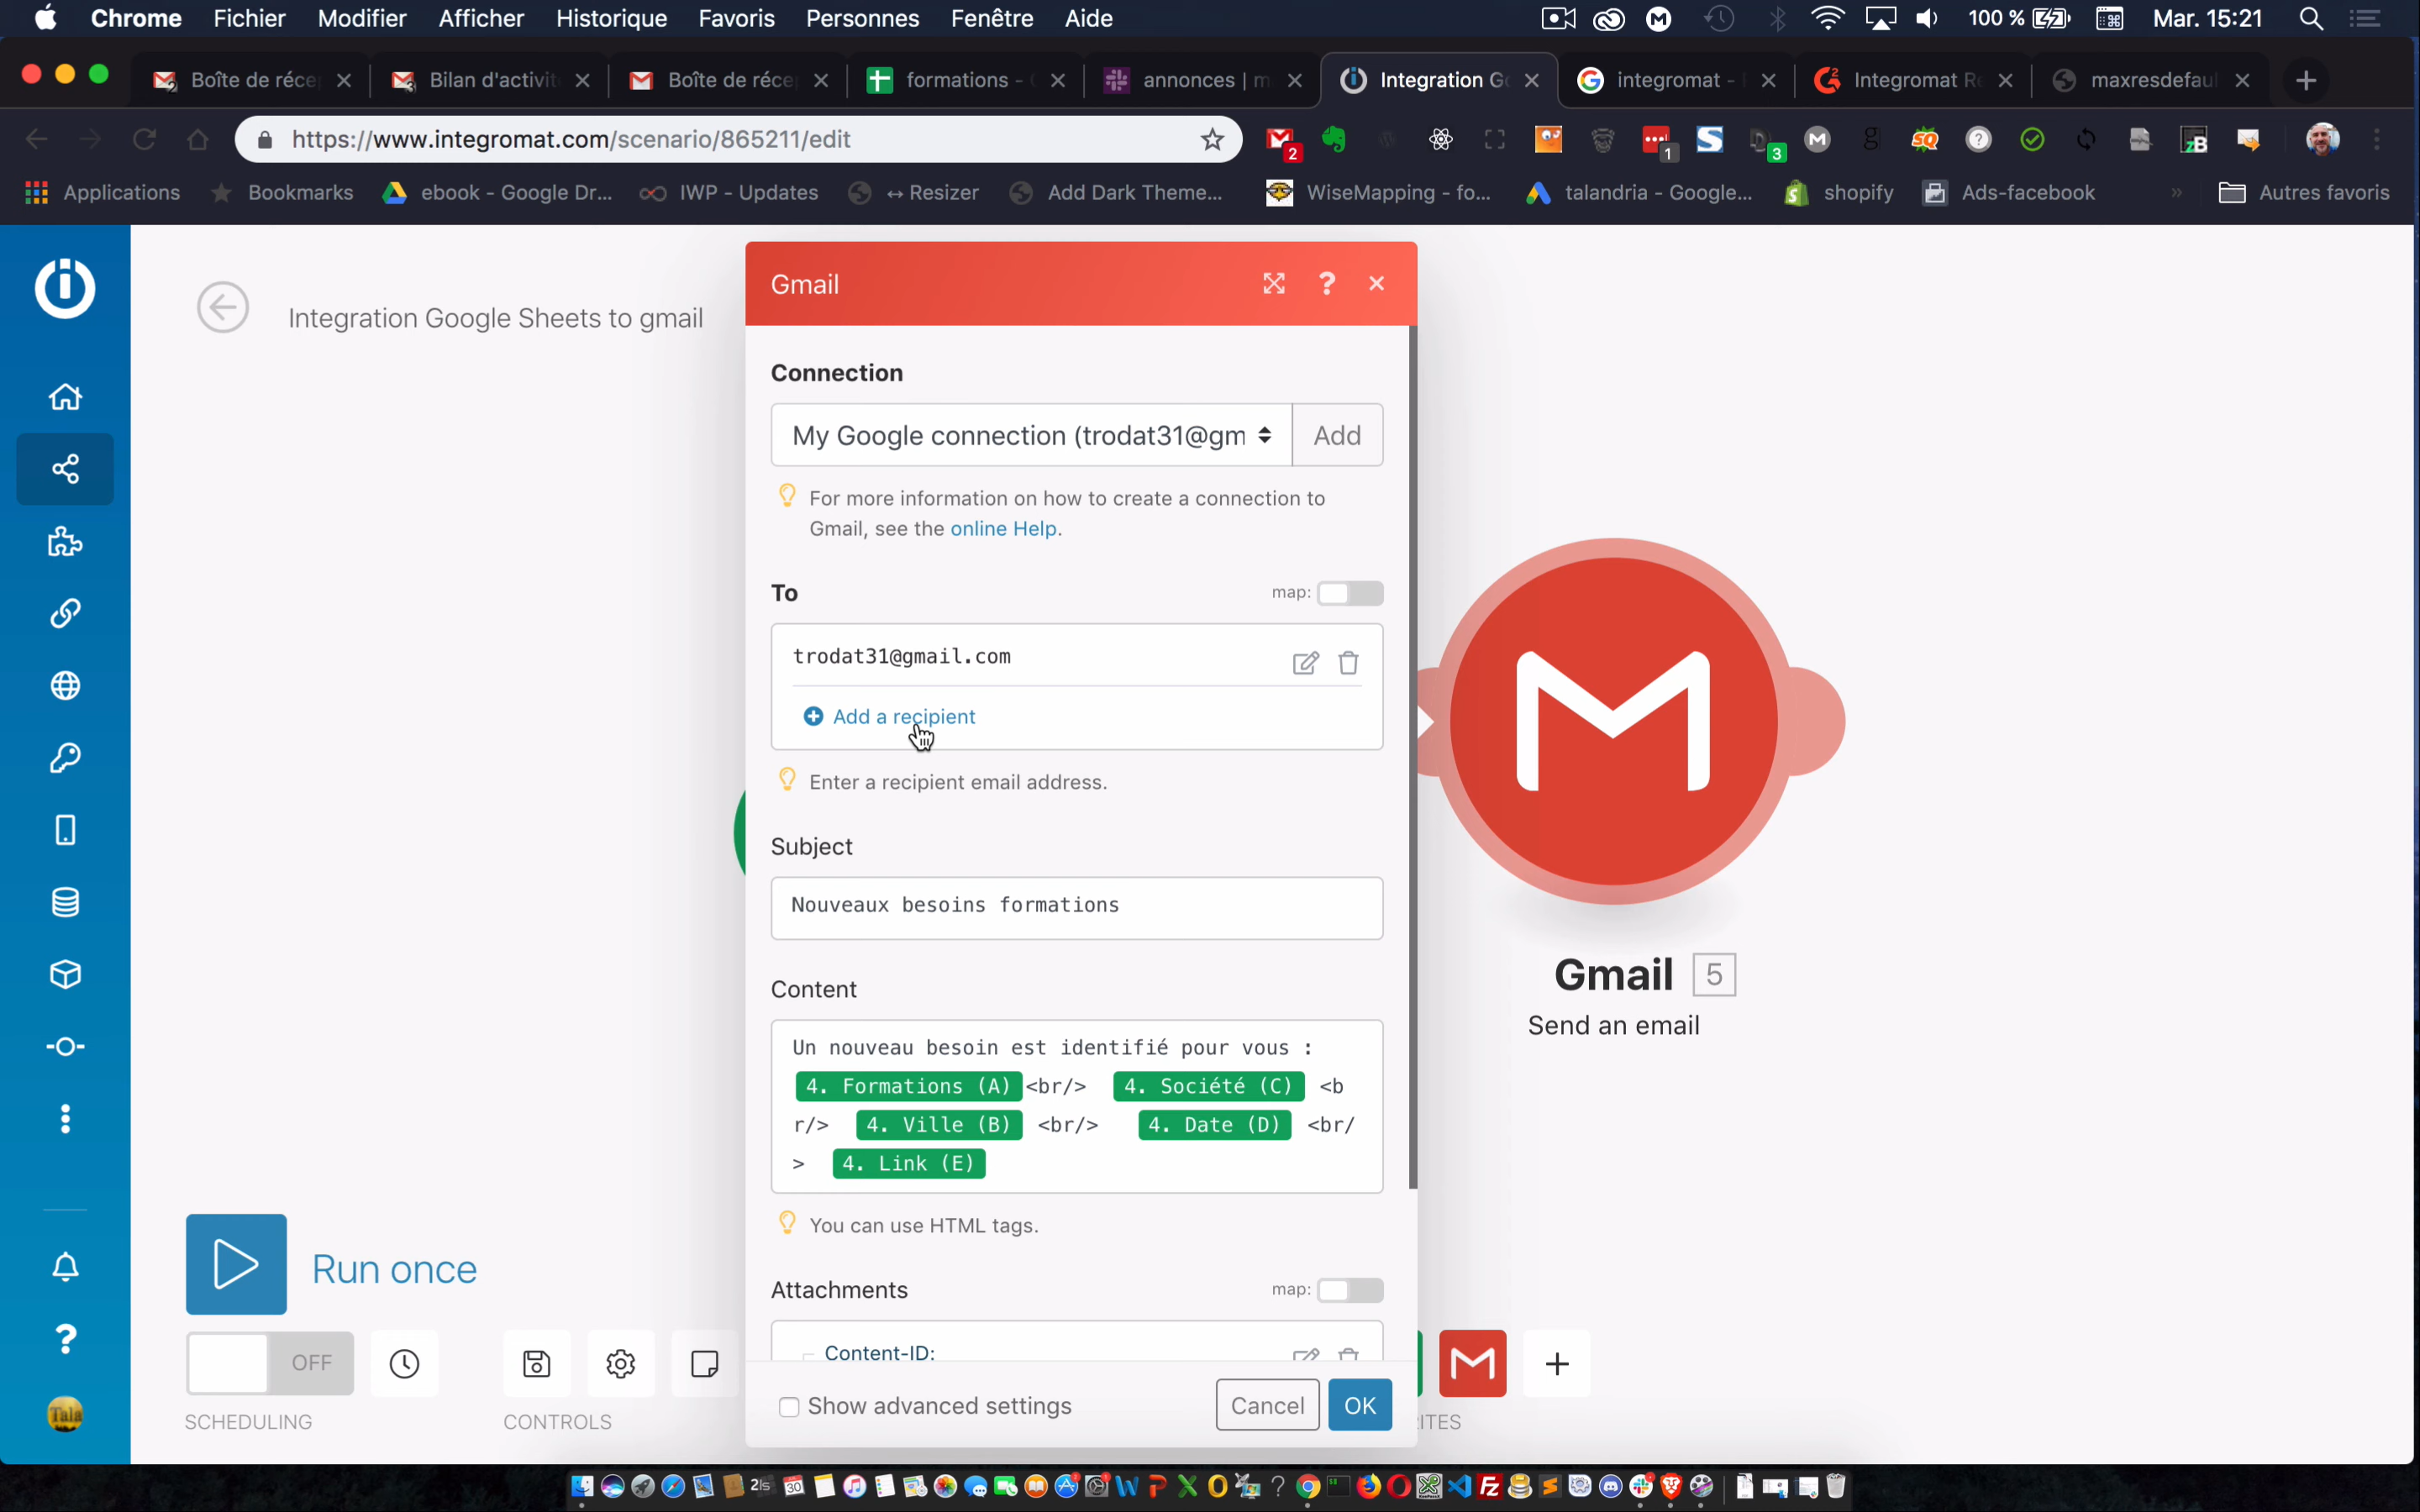 Chrome Fichier Modifier Afficher Historique Favoris Personnes Fenêtre Aide 100 % Mar. 15:21
Boîte de réce Bilan d'activit Boîte de réce formations - annonces | m Integration Go integromat - Integromat Re maxresdefaul
https://www.integromat.com/scenario/865211/edit 2 1 3
Applications Bookmarks ebook - Google Dr... IWP - Updates ↔ Resizer Add Dark Theme... WiseMapping - fo... talandria - Google... shopify Ads-facebook » Autres favoris
Integration Google Sheets to gmail
Gmail ?
Connection
My Google connection (trodat31@gm Add
For more information on how to create a connection to
Gmail, see the online Help.
To map:
trodat31@gmail.com
Add a recipient
Enter a recipient email address.
Subject
Nouveaux besoins formations
Content
Un nouveau besoin est identifié pour vous :
4. Formations (A) <br/> 4. Société (C) <b
r/> 4. Ville (B) <br/> 4. Date (D) <br/
> 4. Link (E)
You can use HTML tags.
Attachments map:
Content-ID:
Show advanced settings Cancel OK
Gmail 5
Send an email
Run once
OFF
SCHEDULING CONTROLS ITES
Tala